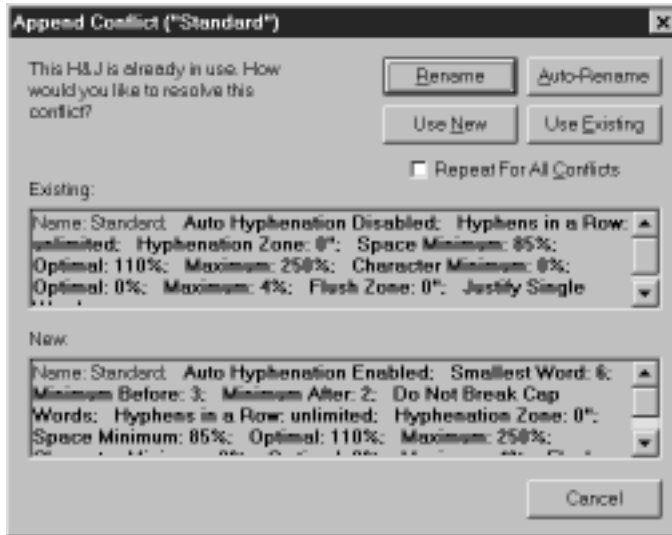 Append Conflict ("Standard")
This H&J is already in use. How
would you like to resolve this
conflict?
Rename
Auto-Rename
Use New
Use Existing
Repeat For All Conflicts
Existing:
Name: Standard; Auto Hyphenation Disabled; Hyphens in a Row:
unlimited; Hyphenation Zone: 0"; Space Minimum: 85%;
Optimal: 110%; Maximum: 250%; Character Minimum: 0%;
Optimal: 0%; Maximum: 4%; Flush Zone: 0"; Justify Single
New:
Name: Standard; Auto Hyphenation Enabled; Smallest Word: 6;
Minimum Before: 3; Minimum After: 2; Do Not Break Cap
Words; Hyphens in a Row: unlimited; Hyphenation Zone: 0";
Space Minimum: 85%; Optimal: 110%; Maximum: 250%;
Cancel